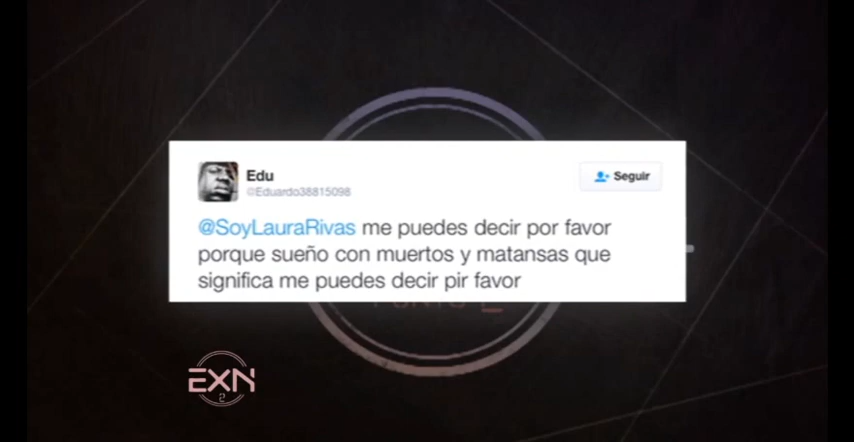 Edu
@Eduardo38815098
Seguir
@SoyLauraRivas me puedes decir por favor
porque sueño con muertos y matansas que
significa me puedes decir pir favor
EXN
2